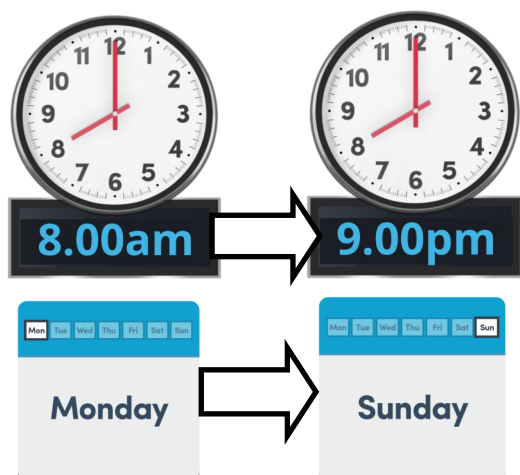 12 1 2 3 4 5 6 7 8 9 10 11
12 1 2 3 4 5 6 7 8 9 10 11
8.00am
9.00pm
Mon Tue Wed Thu Fri Sat Sun
Mon Tue Wed Thu Fri Sat Sun
Monday
Sunday